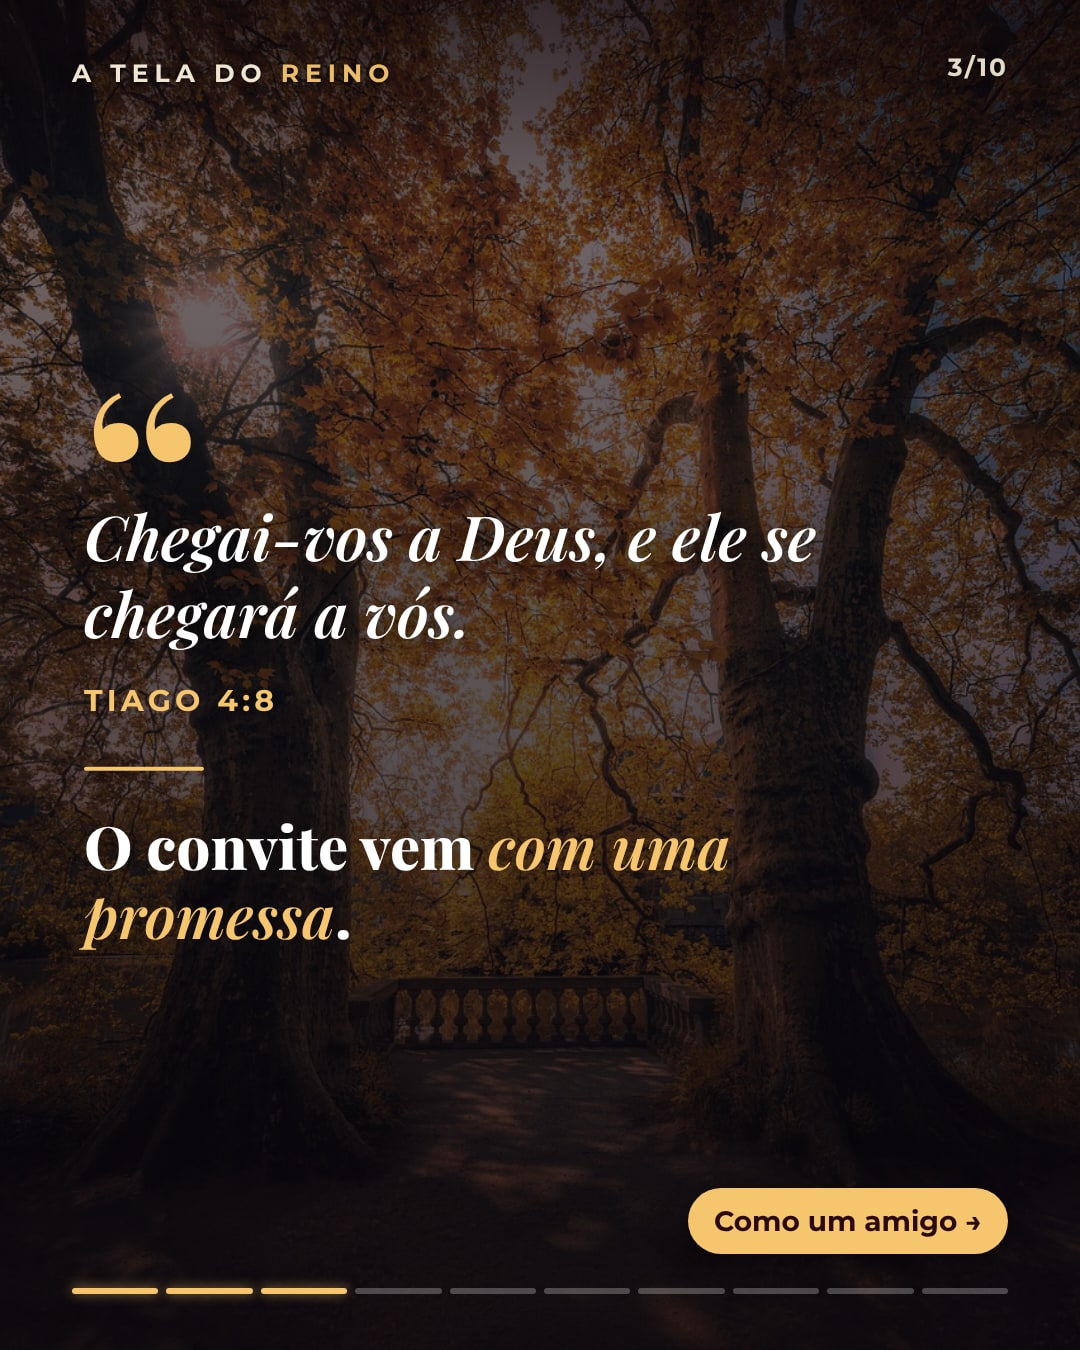 A TELA DO REINO
3/10
“
Chegai-vos a Deus, e ele se
chegará a vós.
TIAGO 4:8
O convite vem com uma
promessa.
Como um amigo →